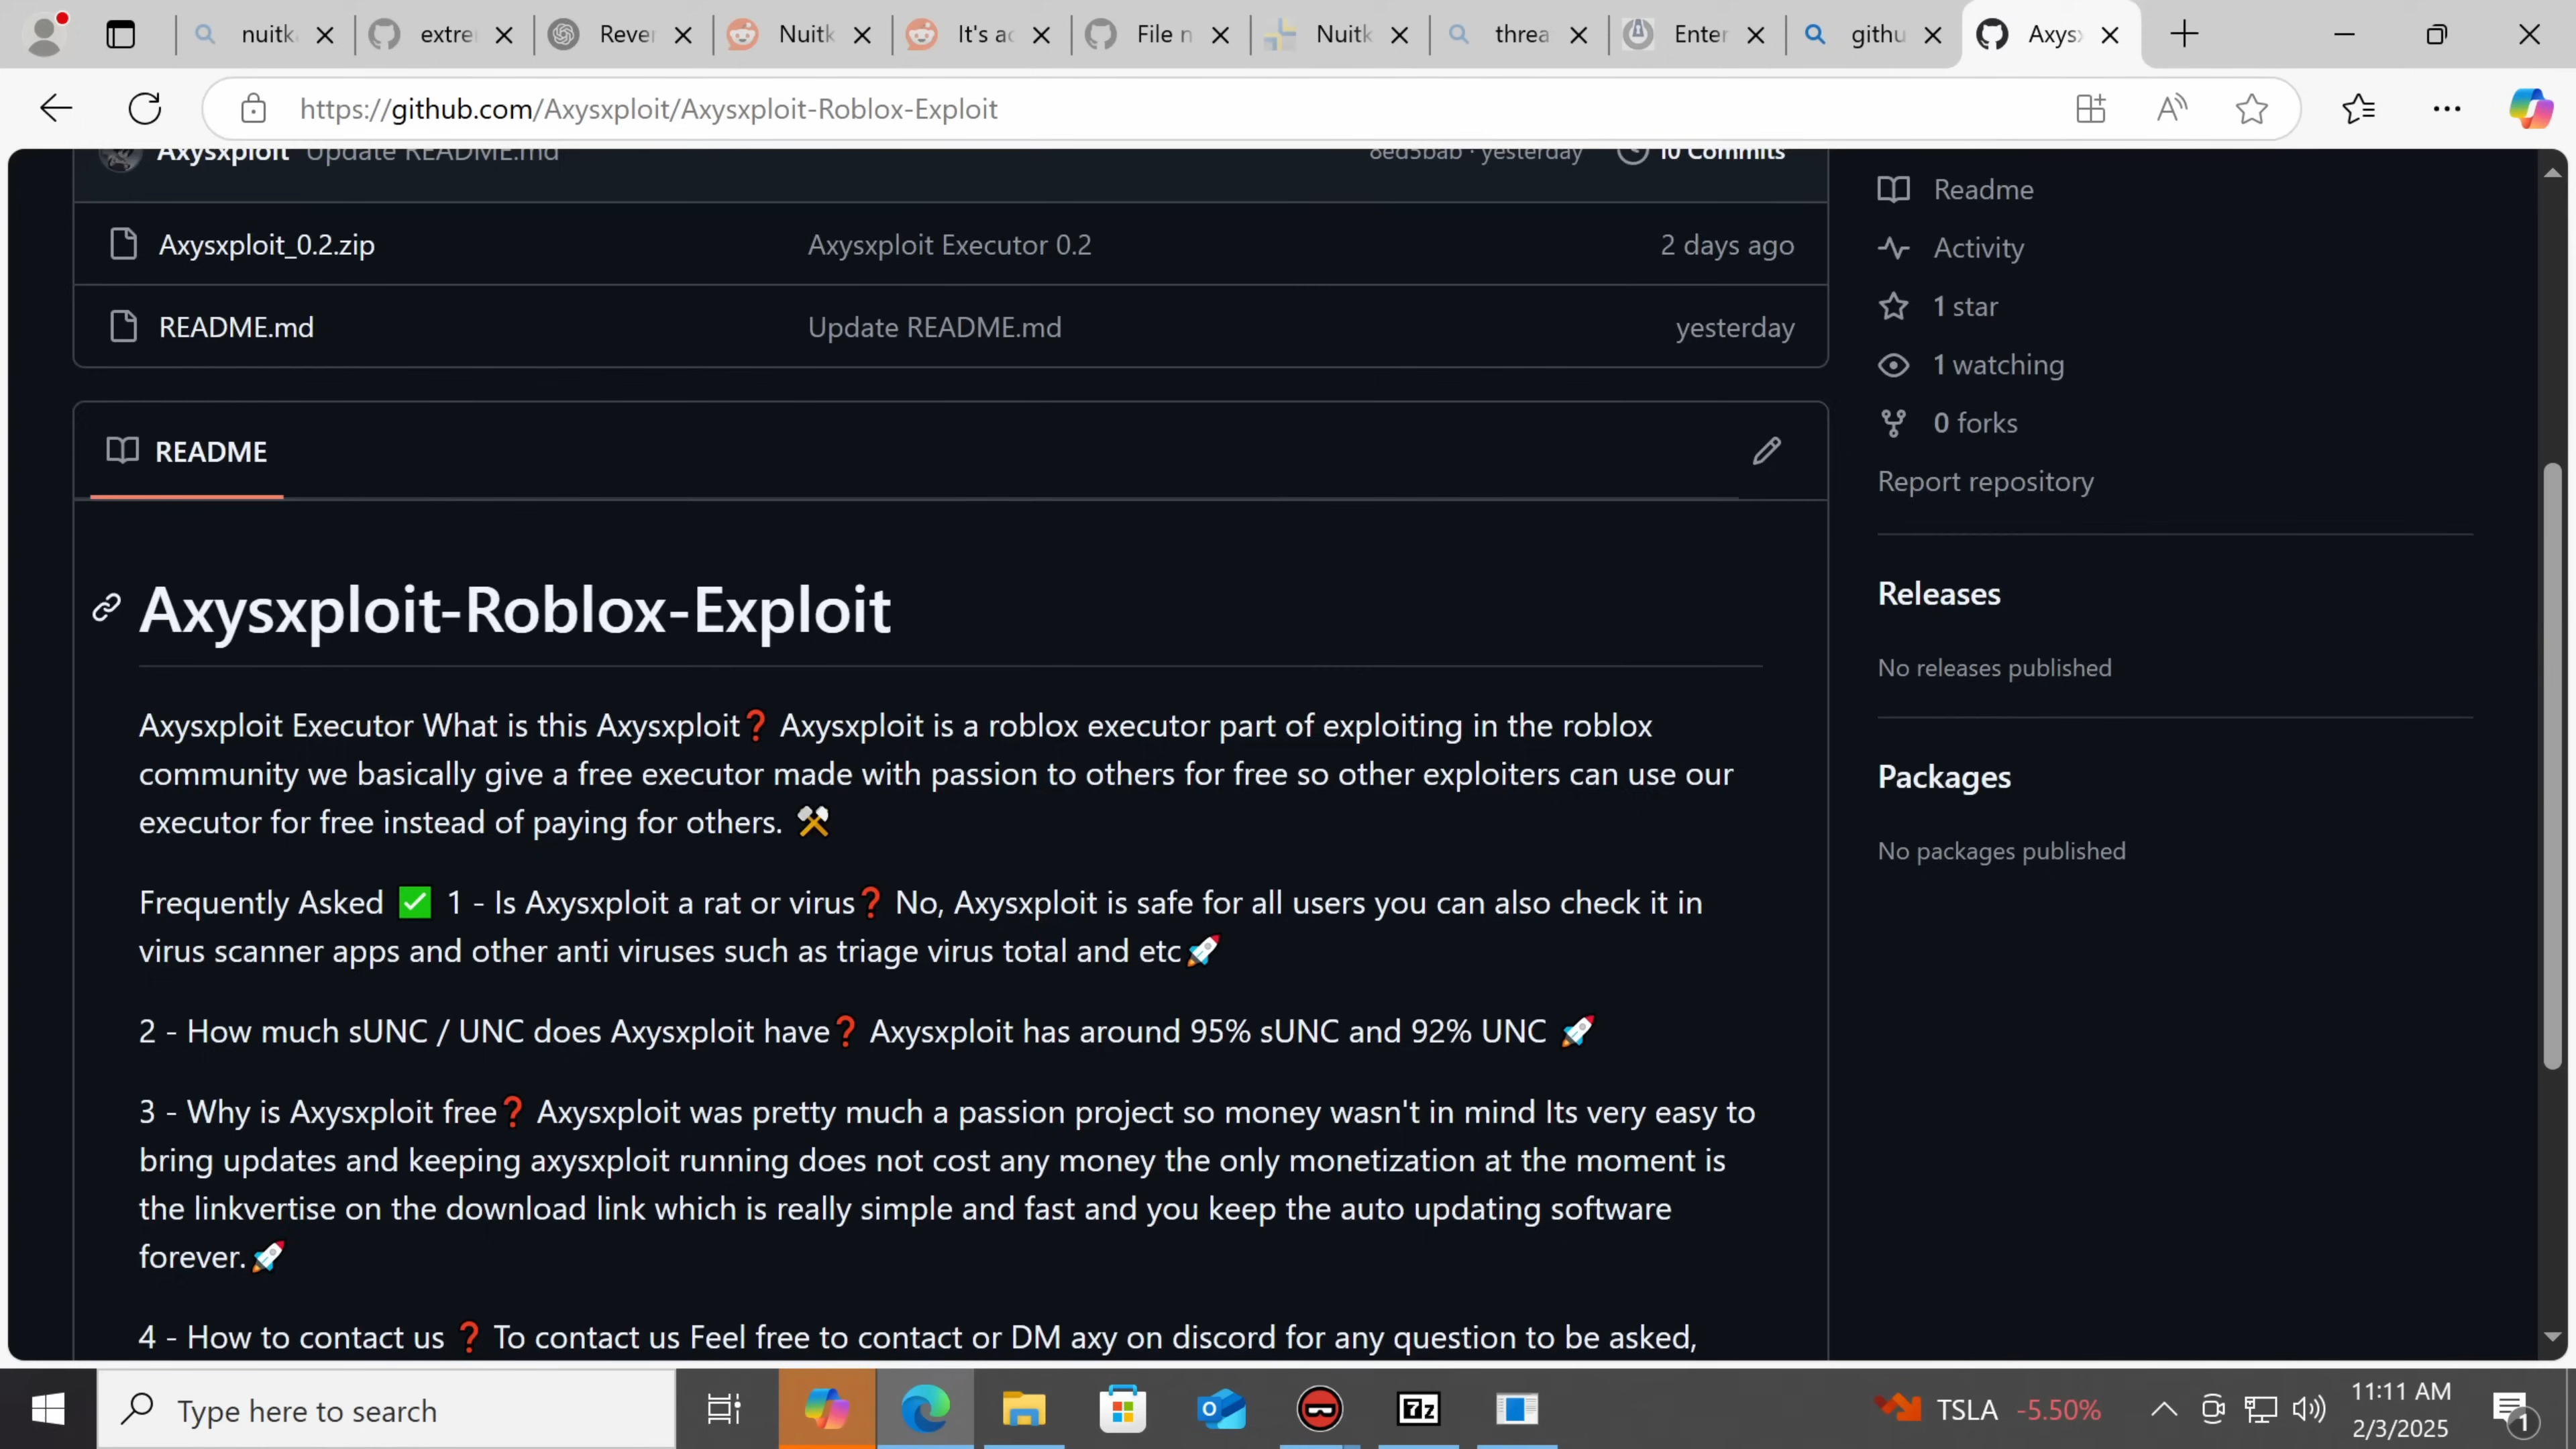 nuitk
extre
Rever
Nuitk
It's ac
File n
Nuitk
threa
Enter
githu
Axysx
https://github.com/Axysxploit/Axysxploit-Roblox-Exploit
Axysxploit Update README.md 8ed5bab · yesterday 10 Commits
Axysxploit_0.2.zip Axysxploit Executor 0.2 2 days ago
README.md Update README.md yesterday
README
Axysxploit-Roblox-Exploit
Axysxploit Executor What is this Axysxploit❓ Axysxploit is a roblox executor part of exploiting in the roblox
community we basically give a free executor made with passion to others for free so other exploiters can use our
executor for free instead of paying for others. ⚒️
Frequently Asked ✅ 1 - Is Axysxploit a rat or virus❓ No, Axysxploit is safe for all users you can also check it in
virus scanner apps and other anti viruses such as triage virus total and etc🚀
2 - How much sUNC / UNC does Axysxploit have❓ Axysxploit has around 95% sUNC and 92% UNC 🚀
3 - Why is Axysxploit free❓ Axysxploit was pretty much a passion project so money wasn't in mind Its very easy to
bring updates and keeping axysxploit running does not cost any money the only monetization at the moment is
the linkvertise on the download link which is really simple and fast and you keep the auto updating software
forever.🚀
4 - How to contact us ❓ To contact us Feel free to contact or DM axy on discord for any question to be asked,
Readme
Activity
1 star
1 watching
0 forks
Report repository
Releases
No releases published
Packages
No packages published
Type here to search
7z
TSLA -5.50%
11:11 AM
2/3/2025
1